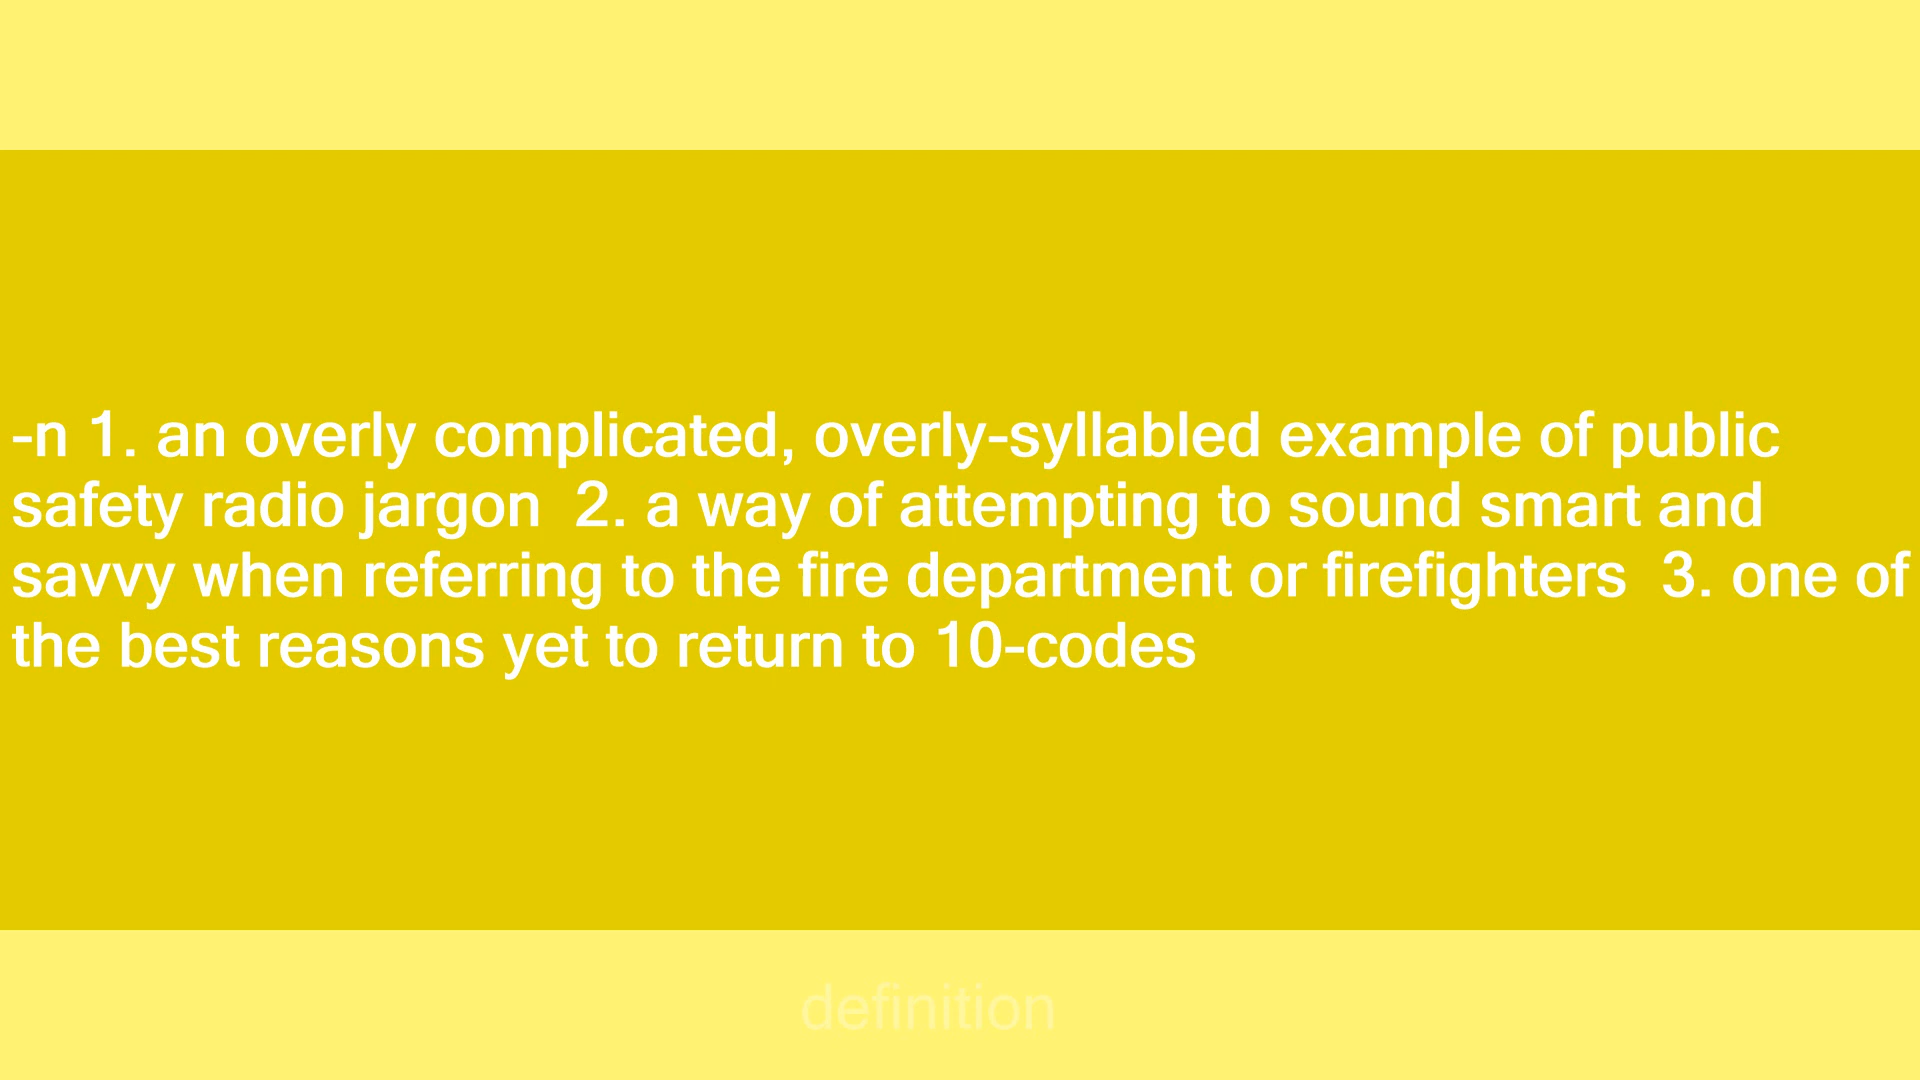 -n 1. an overly complicated, overly-syllabled example of public
safety radio jargon  2. a way of attempting to sound smart and
savvy when referring to the fire department or firefighters  3. one of
the best reasons yet to return to 10-codes
definition